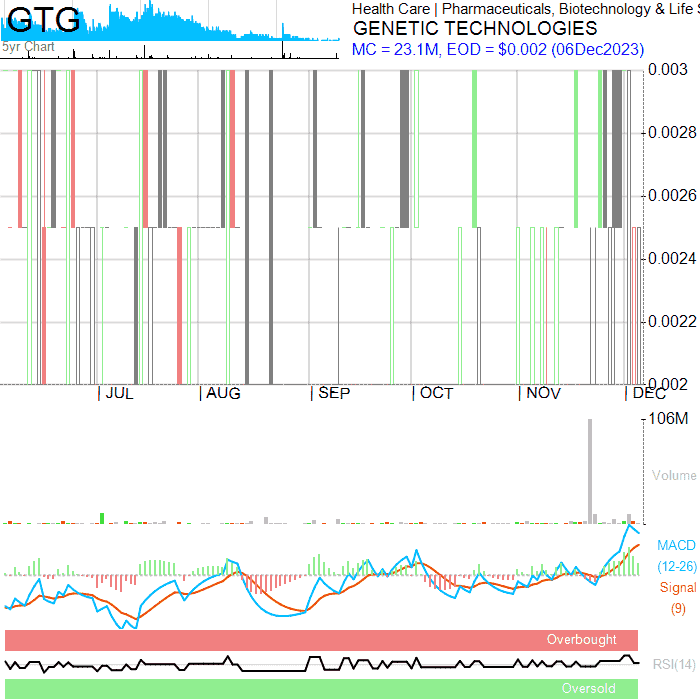 GTG
5yr Chart
Health Care | Pharmaceuticals, Biotechnology & Life S
GENETIC TECHNOLOGIES
MC = 23.1M, EOD = $0.002 (06Dec2023)
0.003
0.0028
0.0026
0.0024
0.0022
0.002
JUL AUG SEP OCT NOV DEC
106M
Volume
MACD
(12-26)
Signal
(9)
Overbought
RSI(14)
Oversold